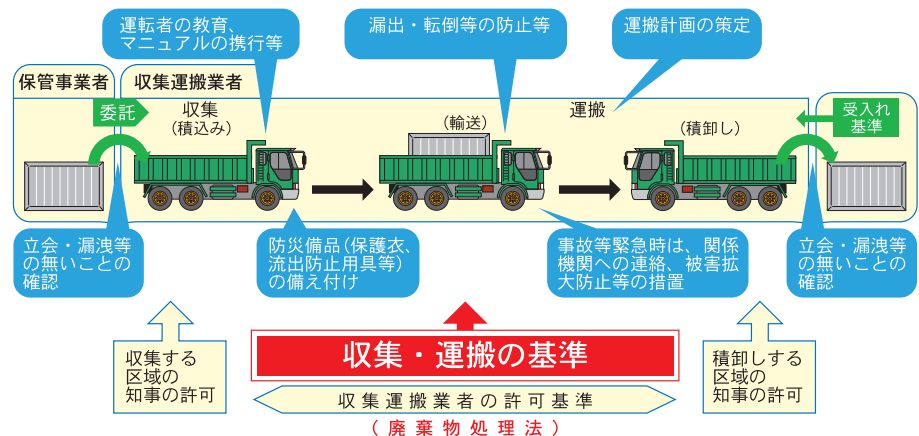 運転者の教育、
マニュアルの携行等
漏出・転倒等の防止等
運搬計画の策定
保管事業者
収集運搬業者
委託
収集
(積込み)
(輸送)
運搬
(積卸し)
受入れ
基準
立会・漏洩等
の無いことの
確認
防災備品(保護衣、
流出防止用具等)
の備え付け
事故等緊急時は、関係
機関への連絡、被害拡
大防止等の措置
立会・漏洩等
の無いことの
確認
収集する
区域の
知事の許可
収集・運搬の基準
積卸しする
区域の
知事の許可
収集運搬業者の許可基準
(廃棄物処理法)